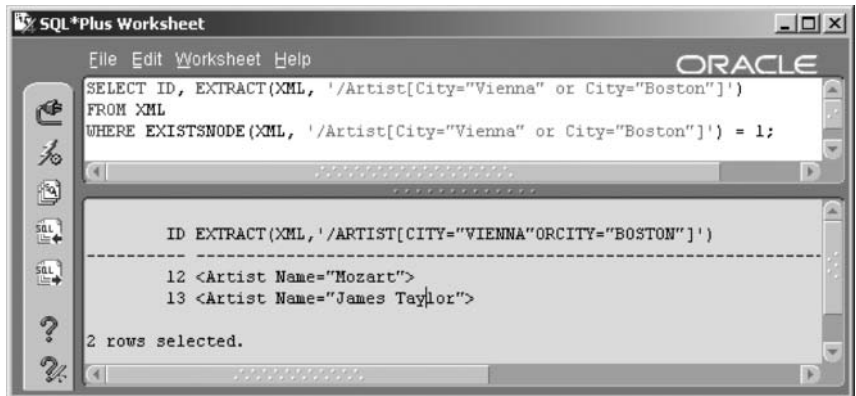 SQL*Plus Worksheet
File Edit Worksheet Help
ORACLE
SELECT ID, EXTRACT(XML, '/Artist[City="Vienna" or City="Boston"]')
FROM XML
WHERE EXISTSNODE(XML, '/Artist[City="Vienna" or City="Boston"]') = 1;
ID EXTRACT(XML,'/ARTIST[CITY="VIENNA"ORCITY="BOSTON"]')
---------- ----------------------------------------------------------------
12 <Artist Name="Mozart">
13 <Artist Name="James Taylor">
2 rows selected.
SQL
SQL